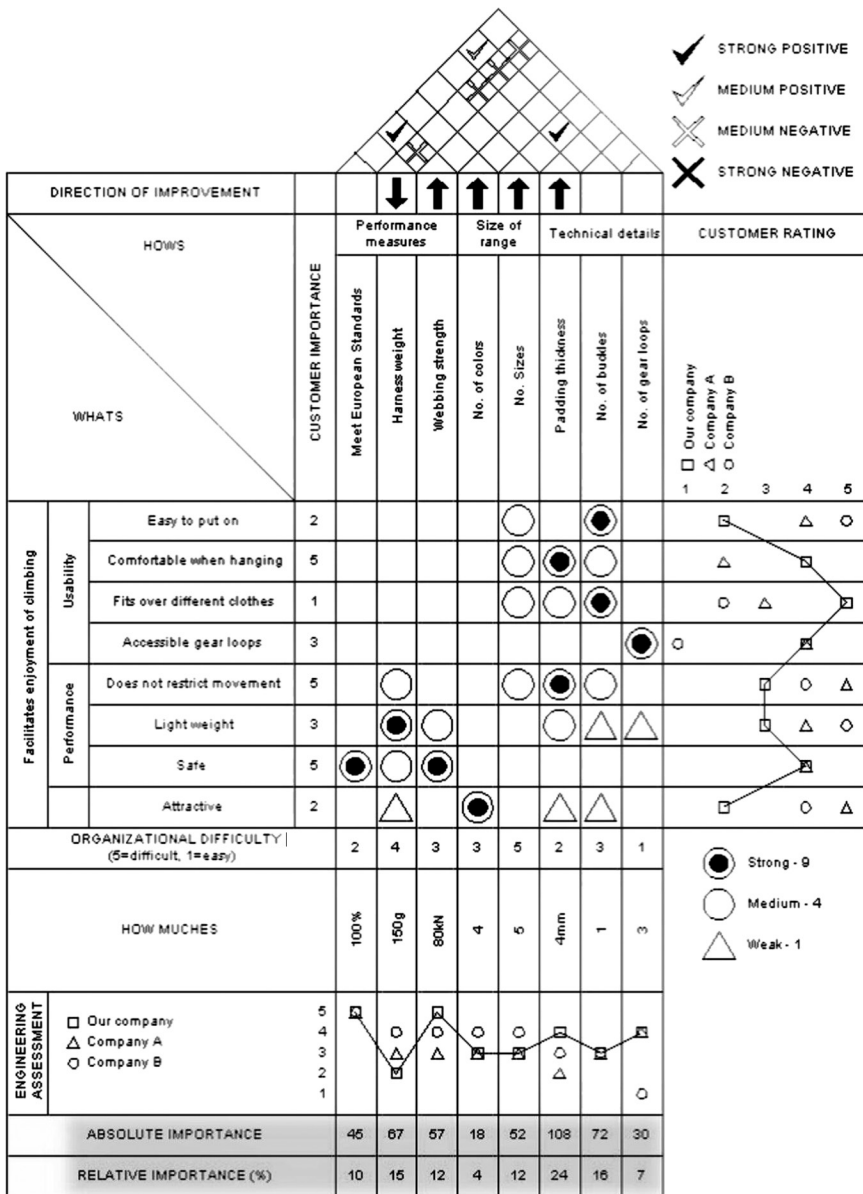 STRONG POSITIVE
MEDIUM POSITIVE
MEDIUM NEGATIVE
STRONG NEGATIVE
DIRECTION OF IMPROVEMENT
HOWS
WHATS
CUSTOMER IMPORTANCE
Performance measures
Size of range
Technical details
CUSTOMER RATING
Meet European Standards
Harness weight
Webbing strength
No. of colors
No. Sizes
Padding thickness
No. of buckles
No. of gear loops
Our company
Company A
Company B
1 2 3 4 5
Facilitates enjoyment of climbing
Usability
Easy to put on 2
Comfortable when hanging 5
Fits over different clothes 1
Accessible gear loops 3
Performance
Does not restrict movement 5
Light weight 3
Safe 5
Attractive 2
ORGANIZATIONAL DIFFICULTY
(5=difficult, 1=easy) 2 4 3 3 5 2 3 1
Strong - 9
Medium - 4
Weak - 1
HOW MUCHES 100% 150g 80kN 4 5 4mm 1 3
ENGINEERING ASSESSMENT
Our company
Company A
Company B
5
4
3
2
1
ABSOLUTE IMPORTANCE 45 67 57 18 52 108 72 30
RELATIVE IMPORTANCE (%) 10 15 12 4 12 24 16 7